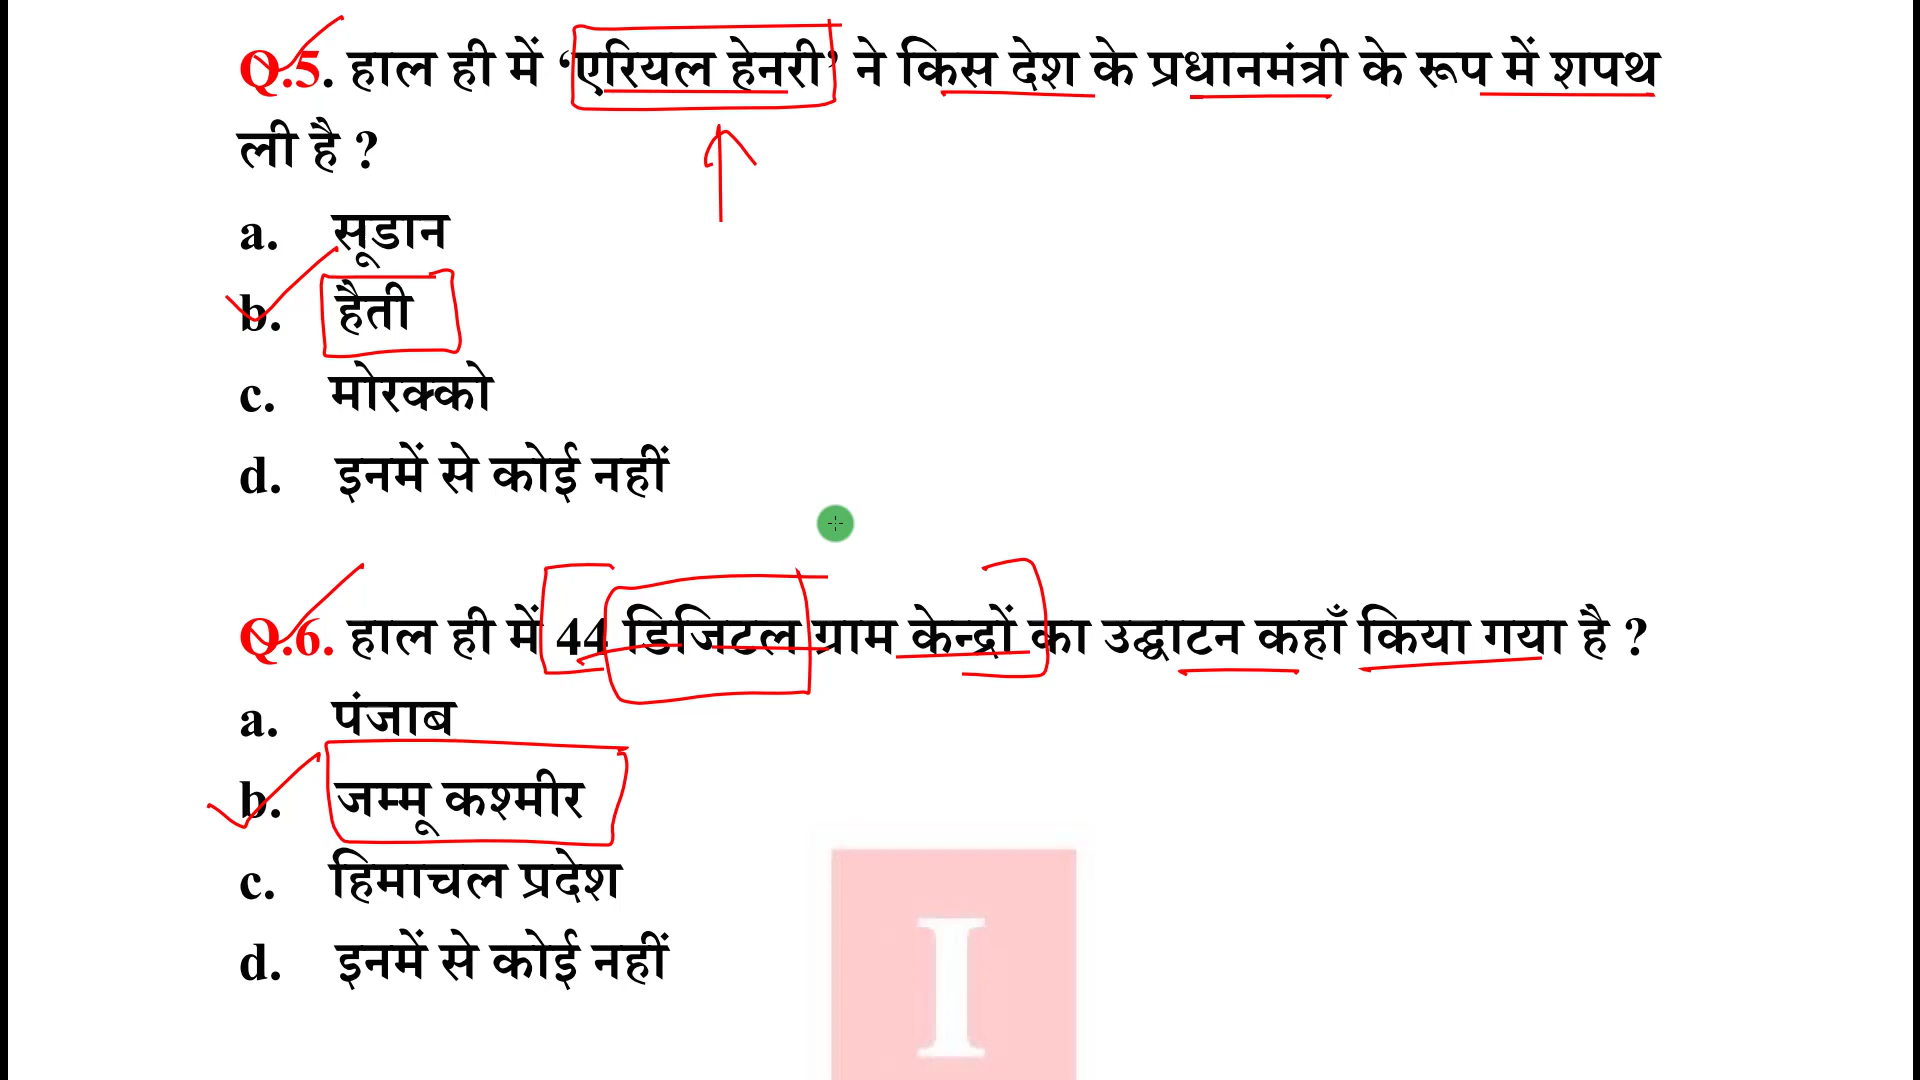 Q.5. हाल ही में ‘एरियल हेनरी’ ने किस देश के प्रधानमंत्री के रूप में शपथ
ली है ?
a. सूडान
b. हैती
c. मोरक्को
d. इनमें से कोई नहीं
Q.6. हाल ही में 44 डिजिटल ग्राम केन्द्रों का उद्घाटन कहाँ किया गया है ?
a. पंजाब
b. जम्मू कश्मीर
c. हिमाचल प्रदेश
d. इनमें से कोई नहीं
I